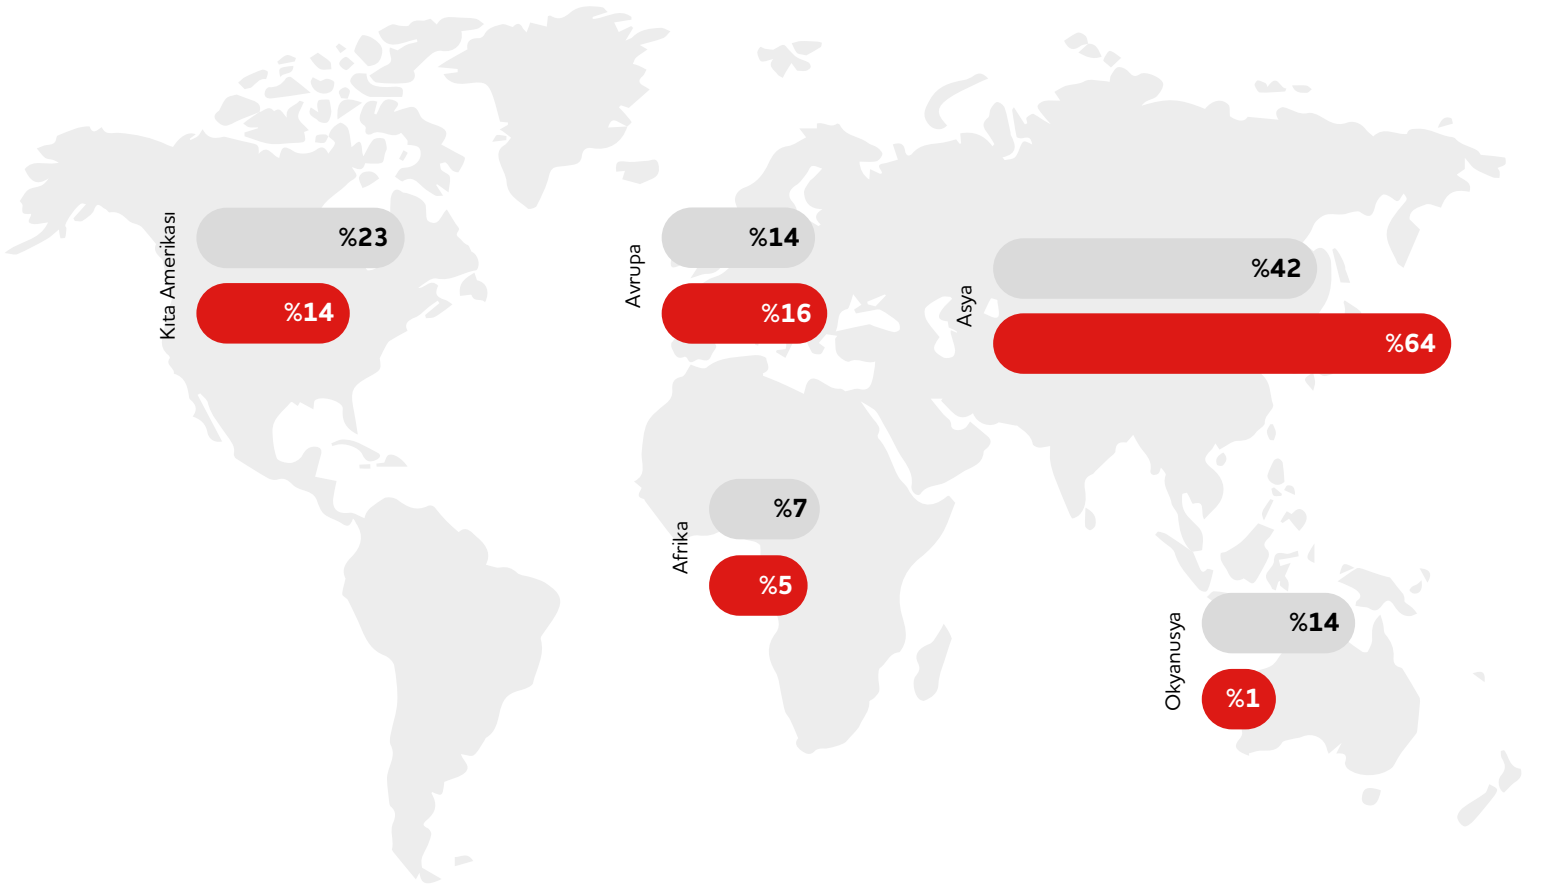 Kıta Amerikası
%23
%14
Avrupa
%14
%16
Asya
%42
%64
Afrika
%7
%5
Okyanusya
%14
%1